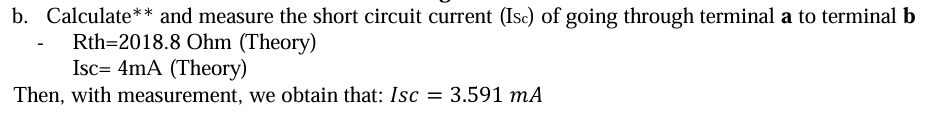 b. Calculate** and measure the short circuit current (Isc) of going through terminal a to terminal b
- Rth=2018.8 Ohm (Theory)
Isc= 4mA (Theory)
Then, with measurement, we obtain that: Isc = 3.591 mA